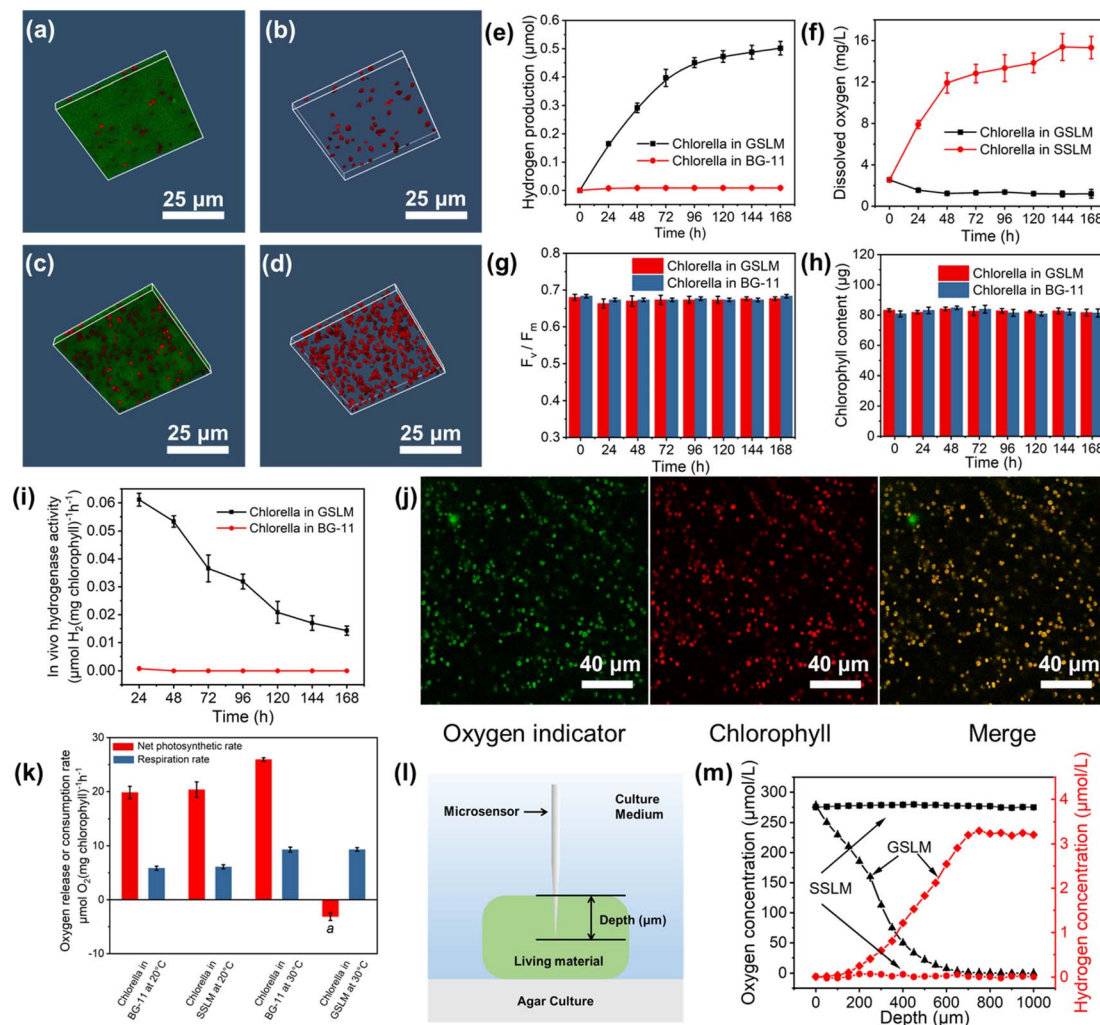 (a)
25 µm
(b)
25 µm
(c)
25 µm
(d)
25 µm
(e)
Hydrogen production (µmol)
0.5
0.4
0.3
0.2
0.1
0.0
Chlorella in GSLM
Chlorella in BG-11
0 24 48 72 96 120 144 168
Time (h)
(f)
Dissolved oxygen (mg/L)
16
12
8
4
0
Chlorella in GSLM
Chlorella in SSLM
0 24 48 72 96 120 144 168
Time (h)
(g)
Fv / Fm
0.8
0.7
0.6
0.5
0.4
0.3
Chlorella in GSLM
Chlorella in BG-11
0 24 48 72 96 120 144 168
Time (h)
(h)
Chlorophyll content (µg)
120
100
80
60
40
20
0
Chlorella in GSLM
Chlorella in BG-11
0 24 48 72 96 120 144 168
Time (h)
(i)
In vivo hydrogenase activity
(µmol H₂(mg chlorophyll)⁻¹h⁻¹)
0.06
0.05
0.04
0.03
0.02
0.01
0.00
Chlorella in GSLM
Chlorella in BG-11
24 48 72 96 120 144 168
Time (h)
(j)
40 µm
40 µm
40 µm
Oxygen indicator
Chlorophyll
Merge
(k)
Oxygen release or consumption rate
µmol O₂(mg chlorophyll)⁻¹h⁻¹)
30
20
10
0
-10
Net photosynthetic rate
Respiration rate
a
Chlorella in
BG-11 at 20°C
Chlorella in
SSLM at 20°C
Chlorella in
BG-11 at 30°C
Chlorella in
GSLM at 30°C
(l)
Microsensor
Culture
Medium
Depth (µm)
Living material
Agar Culture
(m)
Oxygen concentration (µmol/L)
300
250
200
150
100
50
0
GSLM
SSLM
Hydrogen concentration (µmol/L)
4
3
2
1
0
0 200 400 600 800 1000
Depth (µm)